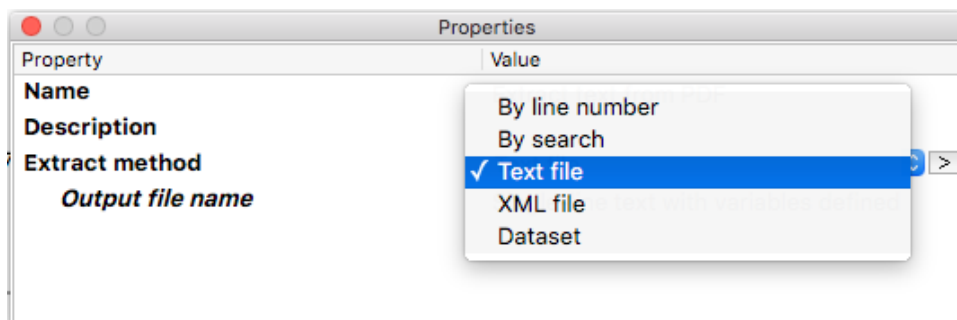 Properties
Property Value
Name
By line number
Description
By search
Extract method
✓ Text file >
Output file name
XML file
Dataset